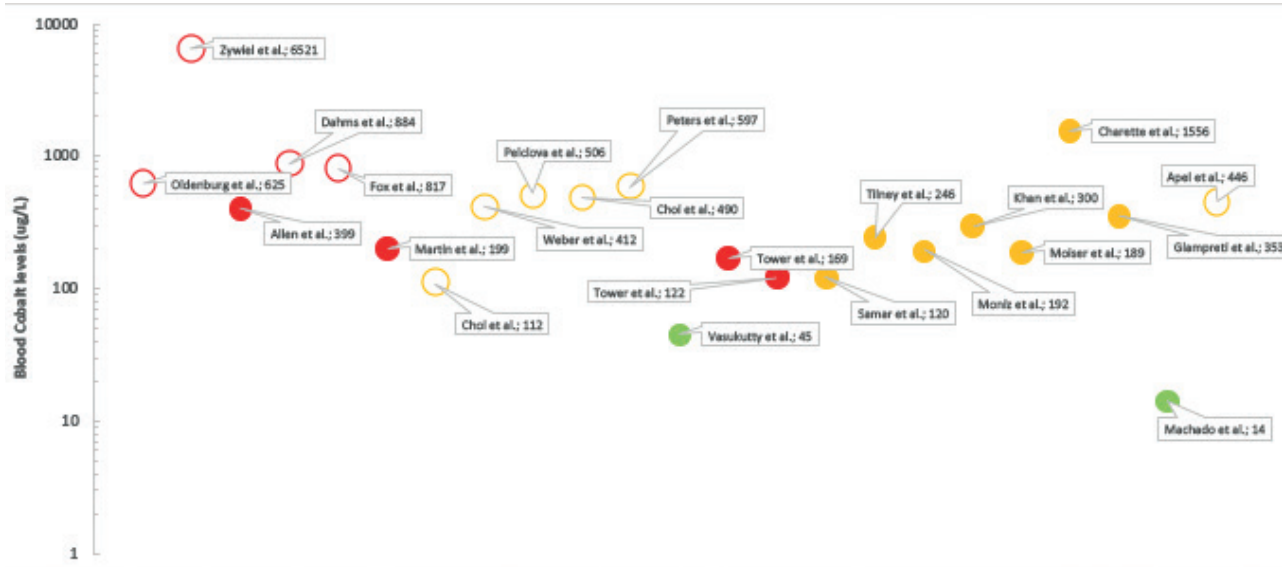 10000
Zywiel et al.; 6521
Dahms et al.; 884
Peters et al.; 597
Charette et al.; 1556
Pelclova et al.; 506
1000
Oldenburg et al.; 625
Fox et al.; 817
Apel et al.; 446
Tilney et al.; 246
Khan et al.; 300
Choi et al.; 490
Allen et al.; 399
Weber et al.; 412
Martin et al.; 199
Tower et al.; 169
Moiser et al.; 189
Giampreti et al.; 353
100
Tower et al.; 122
Moniz et al.; 192
Samar et al.; 120
Choi et al.; 112
Vasukutty et al.; 45
10
Machado et al.; 14
1
Blood Cobalt levels (ug/L)